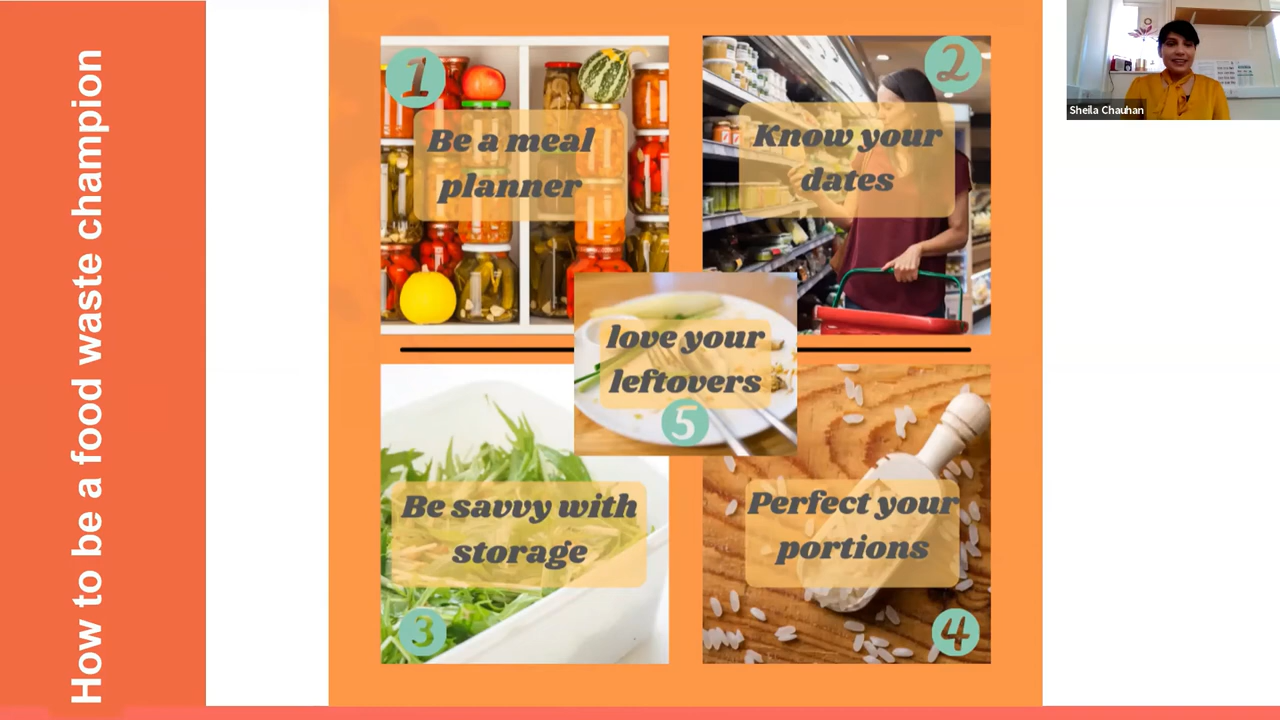 How to be a food waste champion
1
Be a meal
planner
2
Know your
dates
love your
leftovers
5
Be savvy with
storage
3
Perfect your
portions
4
Sheila Chauhan